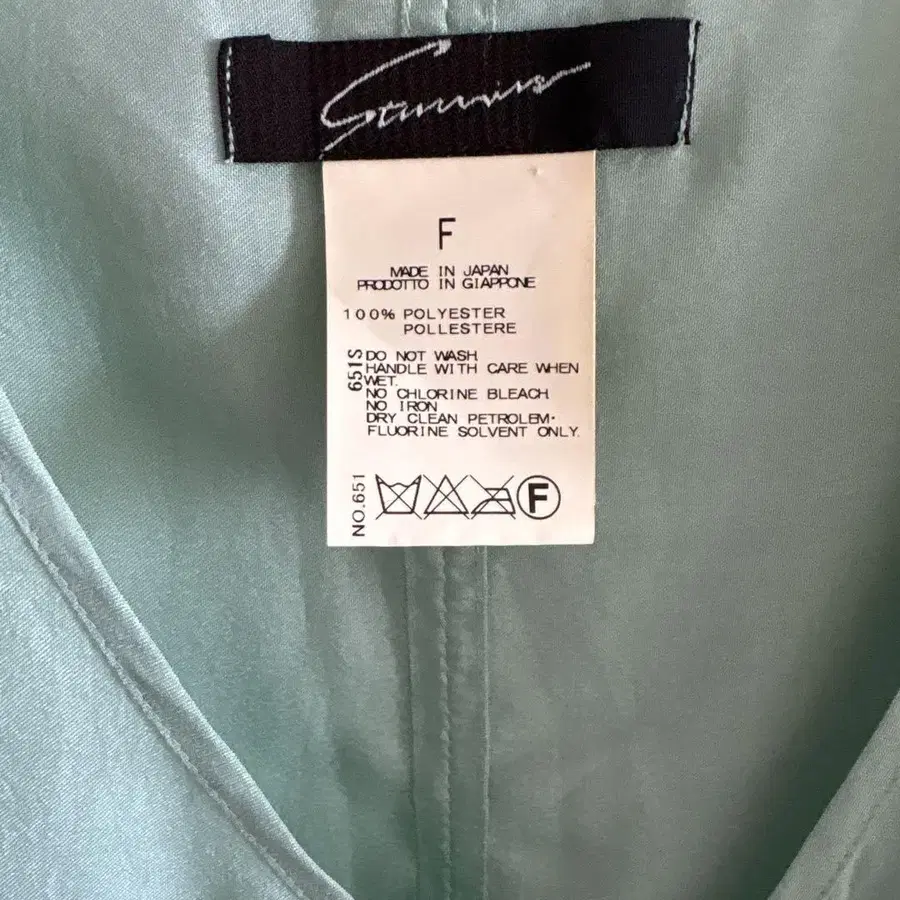 F
MADE IN JAPAN
PRODOTTO IN GIAPPONE
100% POLYESTER
POLLESTERE
651S
DO NOT WASH
HANDLE WITH CARE WHEN
WET.
NO CHLORINE BLEACH
NO IRON
DRY CLEAN PETROLEM·
FLUORINE SOLVENT ONLY.
NO.651
F